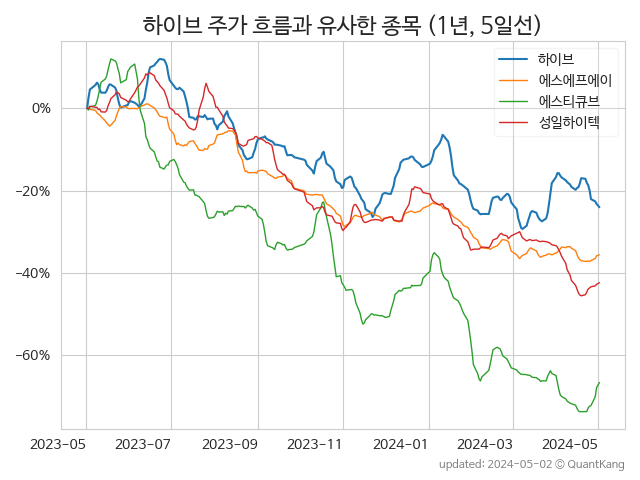 하이브 주가 흐름과 유사한 종목 (1년, 5일선)
하이브
에스에프에이
에스티큐브
성일하이텍
0%
−20%
−40%
−60%
2023-05 2023-07 2023-09 2023-11 2024-01 2024-03 2024-05
updated: 2024-05-02 © QuantKang